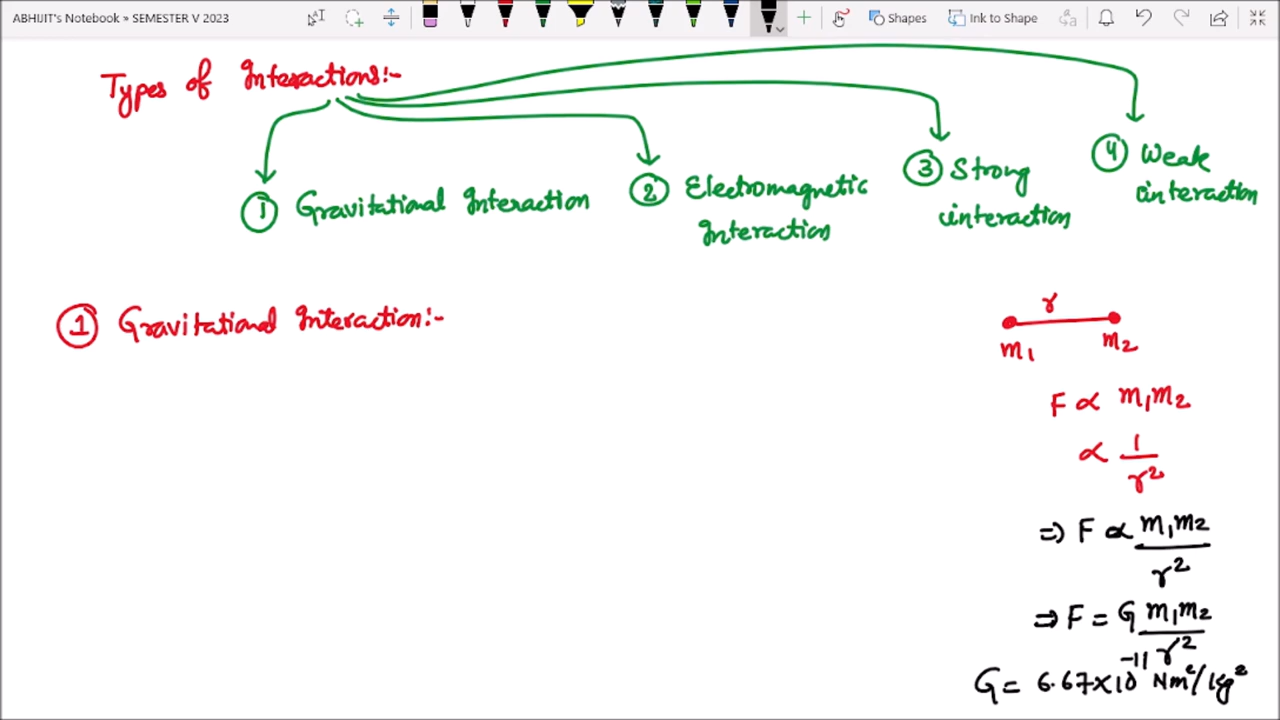 ABHIJIT's Notebook » SEMESTER V 2023
Shapes
Ink to Shape
Types of Interactions:-
① Gravitational Interaction
② Electromagnetic
Interaction
③ Strong
interaction
④ Weak
interaction
① Gravitational Interaction:-
r
m₁ m₂
F ∝ m₁m₂
∝ 1/r²
⇒ F ∝ m₁m₂/r²
⇒ F = G m₁m₂/r²
G = 6.67×10⁻¹¹ Nm²/kg²